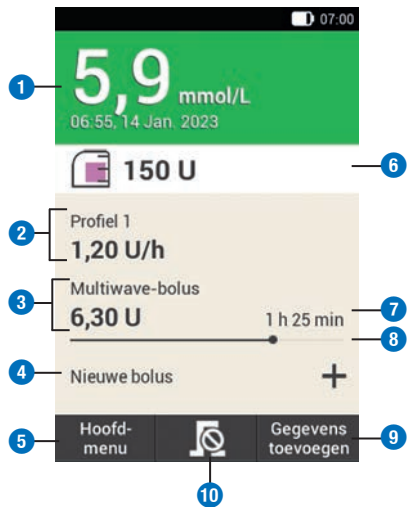 07:00
1
5,9 mmol/L
06:55, 14 Jan. 2023
150 U
6
2
Profiel 1
1,20 U/h
3
Multiwave-bolus
6,30 U
1 h 25 min
7
8
4
Nieuwe bolus
+
5
Hoofd-
menu
Gegevens
toevoegen
9
10